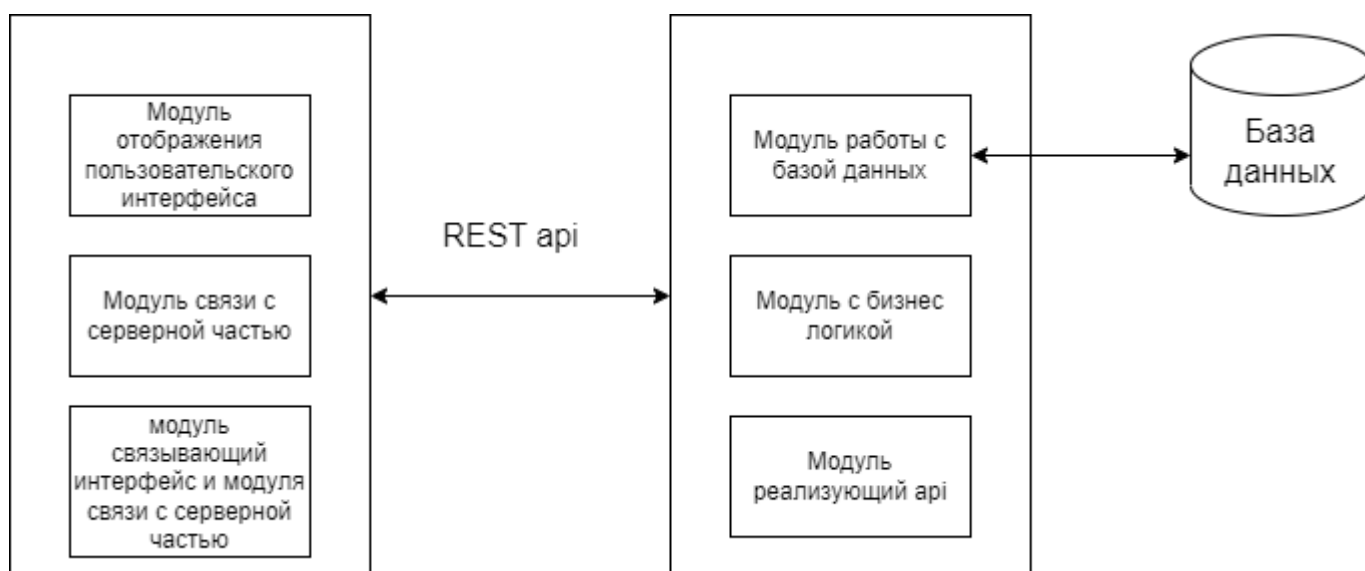 Модуль
отображения
пользовательского
интерфейса
Модуль связи с
серверной частью
модуль
связывающий
интерфейс и модуля
связи с серверной
частью
REST api
Модуль работы с
базой данных
Модуль с бизнес
логикой
Модуль
реализующий api
База
данных